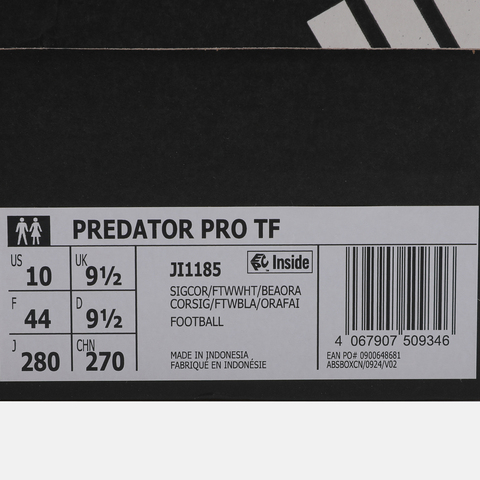 PREDATOR PRO TF
US 10 UK 9½
F 44 D 9½
J 280 CHN 270
JI1185 Inside
SIGCOR/FTWWHT/BEAORA
CORSIG/FTWBLA/ORAFAI
FOOTBALL
MADE IN INDONESIA
FABRIQUÉ EN INDONÉSIE
4 067907 509346
EAN PO# 0900648681
ABSBOXCN/0924/V02